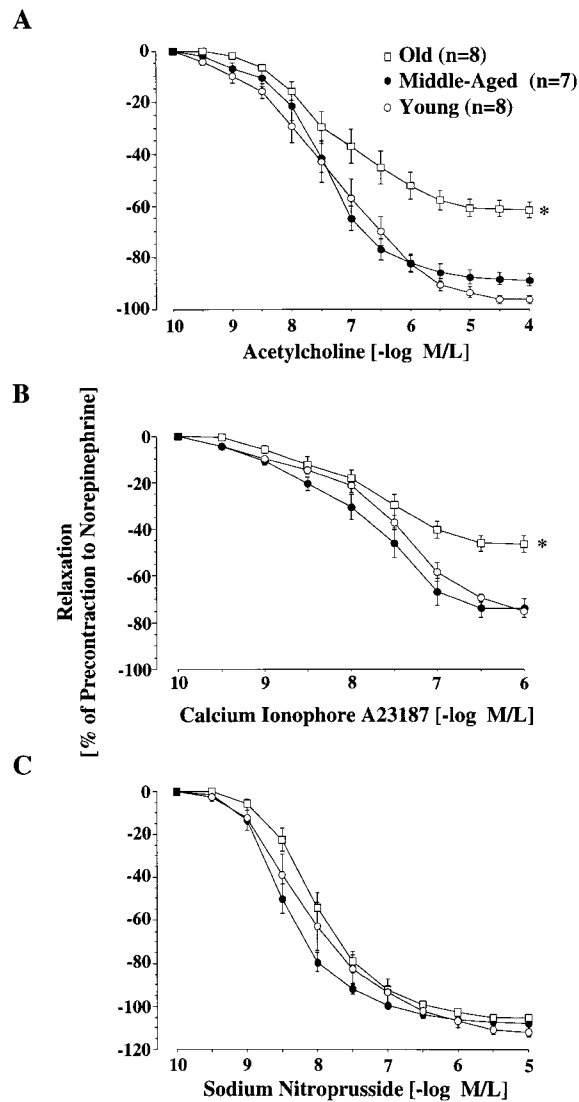 A
Old (n=8)
Middle-Aged (n=7)
Young (n=8)
0
-20
-40
-60
-80
-100
10 9 8 7 6 5 4
*
Acetylcholine [-log M/L]
B
Relaxation
[% of Precontraction to Norepinephrine]
0
-20
-40
-60
-80
-100
10 9 8 7 6
*
Calcium Ionophore A23187 [-log M/L]
C
0
-20
-40
-60
-80
-100
-120
10 9 8 7 6 5
Sodium Nitroprusside [-log M/L]